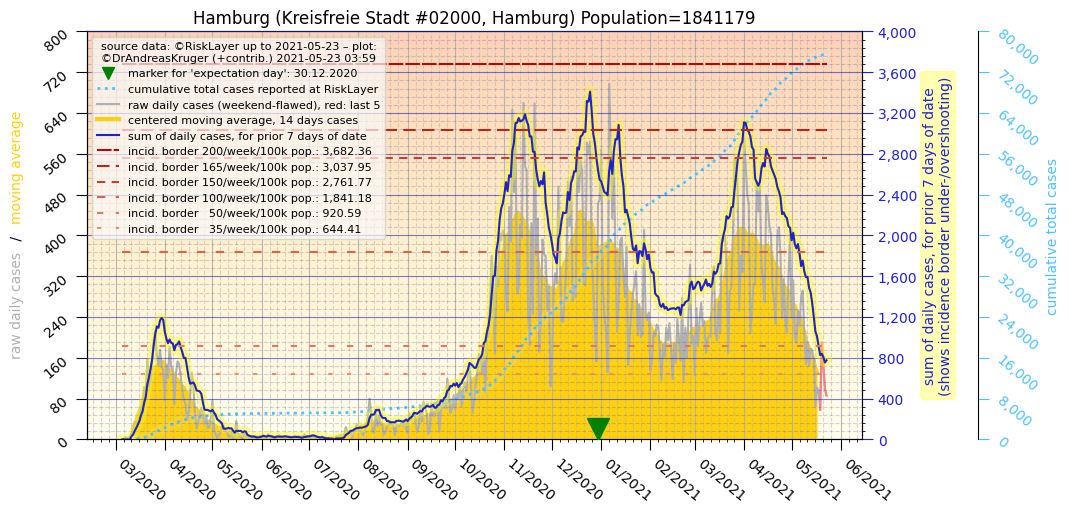 Hamburg (Kreisfreie Stadt #02000, Hamburg) Population=1841179
source data: ©RiskLayer up to 2021-05-23 – plot:
©DrAndreasKruger (+contrib.) 2021-05-23 03:59
marker for 'expectation day': 30.12.2020
cumulative total cases reported at RiskLayer
raw daily cases (weekend-flawed), red: last 5
centered moving average, 14 days cases
sum of daily cases, for prior 7 days of date
incid. border 200/week/100k pop.: 3,682.36
incid. border 165/week/100k pop.: 3,037.95
incid. border 150/week/100k pop.: 2,761.77
incid. border 100/week/100k pop.: 1,841.18
incid. border   50/week/100k pop.: 920.59
incid. border   35/week/100k pop.: 644.41
raw daily cases   /   moving average
800
720
640
560
480
400
320
240
160
80
0
03/2020
04/2020
05/2020
06/2020
07/2020
08/2020
09/2020
10/2020
11/2020
12/2020
01/2021
02/2021
03/2021
04/2021
05/2021
06/2021
4,000
3,600
3,200
2,800
2,400
2,000
1,600
1,200
800
400
0
sum of daily cases, for prior 7 days of date
(shows incidence border under-/overshooting)
80,000
72,000
64,000
56,000
48,000
40,000
32,000
24,000
16,000
8,000
0
cumulative total cases